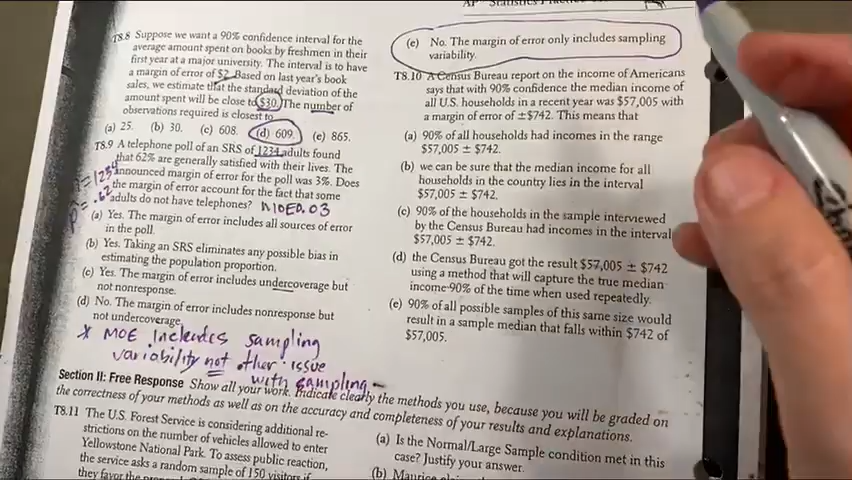 AP® Statistics Practice
T8.8 Suppose we want a 90% confidence interval for the
average amount spent on books by freshmen in their
first year at a major university. The interval is to have
a margin of error of $2. Based on last year's book
sales, we estimate that the standard deviation of the
amount spent will be close to $30. The number of
observations required is closest to
(a) 25. (b) 30. (c) 608. (d) 609. (e) 865.
T8.9 A telephone poll of an SRS of 1234 adults found
that 62% are generally satisfied with their lives. The
announced margin of error for the poll was 3%. Does
the margin of error account for the fact that some
adults do not have telephones? MOE 0.03
n=1234
p̂=.62
(a) Yes. The margin of error includes all sources of error
in the poll.
(b) Yes. Taking an SRS eliminates any possible bias in
estimating the population proportion.
(c) Yes. The margin of error includes undercoverage but
not nonresponse.
(d) No. The margin of error includes nonresponse but
not undercoverage.
* MOE includes sampling
variability not other issue
with sampling
(e) No. The margin of error only includes sampling
variability.
T8.10 A Census Bureau report on the income of Americans
says that with 90% confidence the median income of
all U.S. households in a recent year was $57,005 with
a margin of error of ±$742. This means that
(a) 90% of all households had incomes in the range
$57,005 ± $742.
(b) we can be sure that the median income for all
households in the country lies in the interval
$57,005 ± $742.
(c) 90% of the households in the sample interviewed
by the Census Bureau had incomes in the interval
$57,005 ± $742.
(d) the Census Bureau got the result $57,005 ± $742
using a method that will capture the true median
income 90% of the time when used repeatedly.
(e) 90% of all possible samples of this same size would
result in a sample median that falls within $742 of
$57,005.
Section II: Free Response Show all your work. Indicate clearly the methods you use, because you will be graded on
the correctness of your methods as well as on the accuracy and completeness of your results and explanations.
T8.11 The U.S. Forest Service is considering additional re-
strictions on the number of vehicles allowed to enter
Yellowstone National Park. To assess public reaction,
the service asks a random sample of 150 visitors if
they favor the
(a) Is the Normal/Large Sample condition met in this
case? Justify your answer.
(b) Maurice